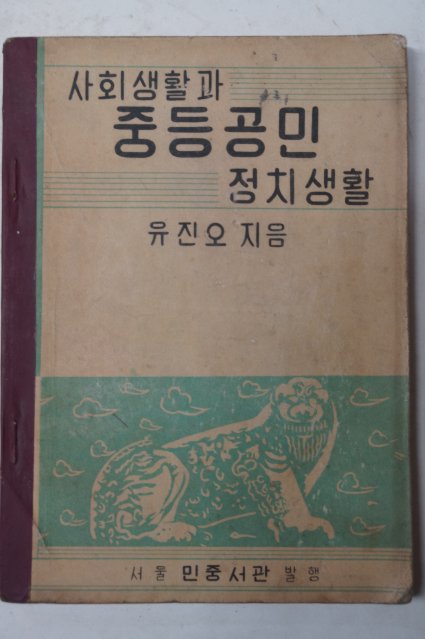 사회생활과
중등공민
정치생활
유진오 지음
서울 민중서관 발행